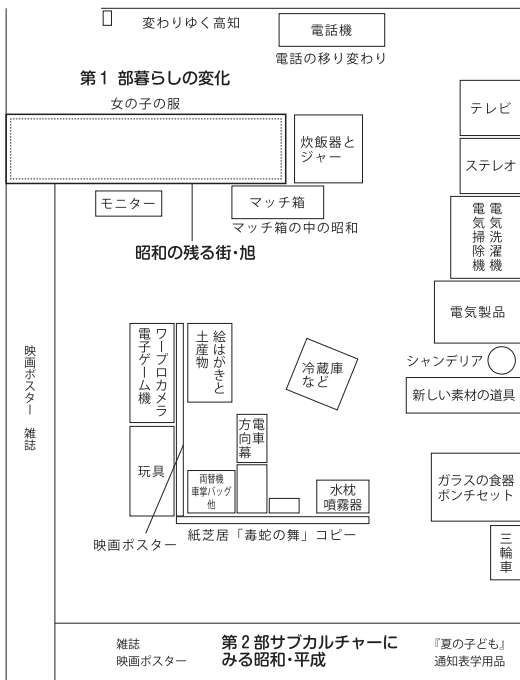 変わりゆく高知
電話機
電話の移り変わり
第1部暮らしの変化
女の子の服
炊飯器と
ジャー
テレビ
ステレオ
電気洗濯機
電気掃除機
モニター
マッチ箱
マッチ箱の中の昭和
昭和の残る街・旭
電気製品
シャンデリア
新しい素材の道具
映画ポスター 雑誌
ワープロカメラ
電子ゲーム機
絵はがきと
土産物
冷蔵庫
など
電車
方向幕
玩具
両替機
車掌バッグ
他
水枕
噴霧器
ガラスの食器
ポンチセット
映画ポスター
紙芝居「毒蛇の舞」コピー
三輪車
雑誌
映画ポスター
第2部サブカルチャーに
みる昭和・平成
『夏の子ども』
通知表学用品